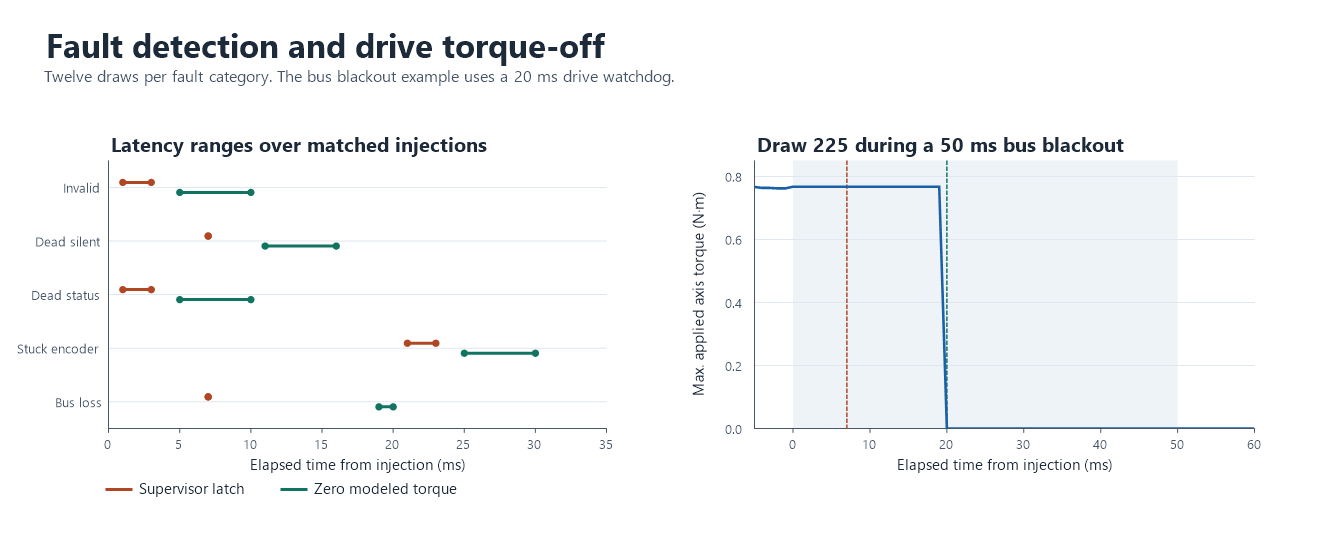 Fault detection and drive torque-off
Twelve draws per fault category. The bus blackout example uses a 20 ms drive watchdog.
Latency ranges over matched injections
Invalid
Dead silent
Dead status
Stuck encoder
Bus loss
0 5 10 15 20 25 30 35
Elapsed time from injection (ms)
Supervisor latch
Zero modeled torque
Draw 225 during a 50 ms bus blackout
Max. applied axis torque (N·m)
0.8
0.6
0.4
0.2
0.0
0 10 20 30 40 50 60
Elapsed time from injection (ms)